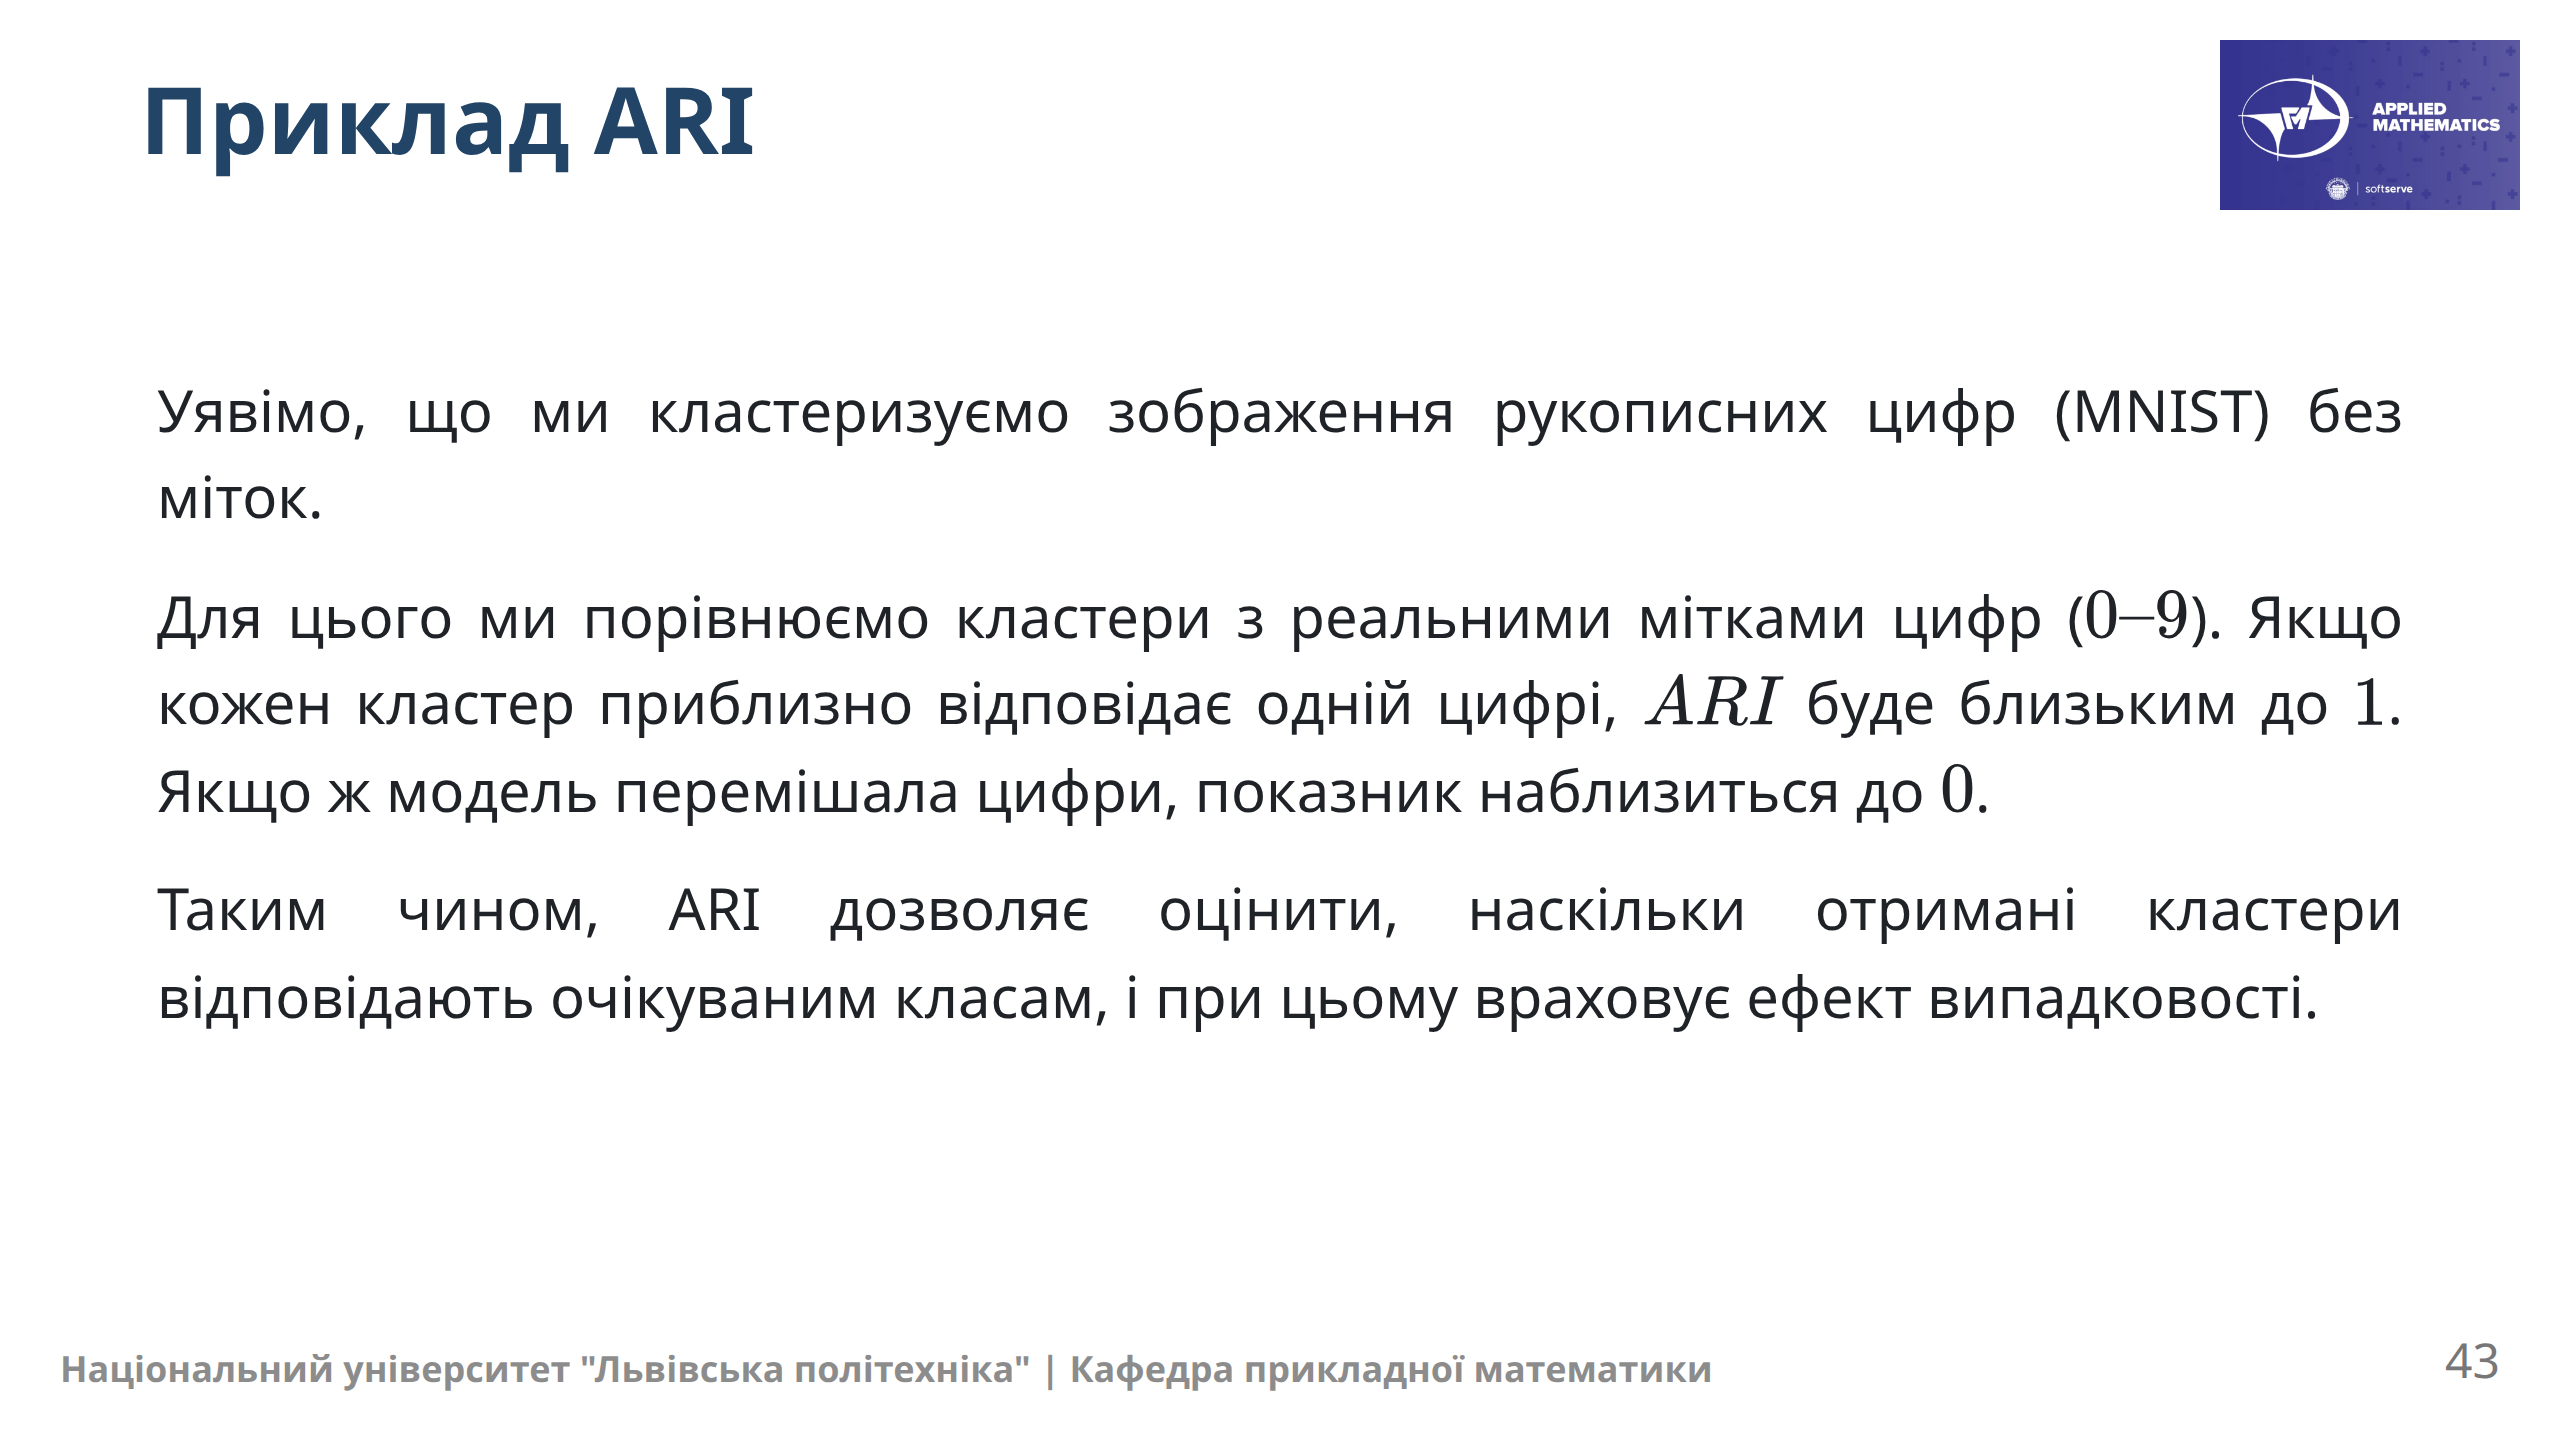 Приклад ARI
APPLIED
MATHEMATICS
softserve
Уявімо, що ми кластеризуємо зображення рукописних цифр (MNIST) без
міток.
Для цього ми порівнюємо кластери з реальними мітками цифр (0–9). Якщо
кожен кластер приблизно відповідає одній цифрі, ARI буде близьким до 1.
Якщо ж модель перемішала цифри, показник наблизиться до 0.
Таким чином, ARI дозволяє оцінити, наскільки отримані кластери
відповідають очікуваним класам, і при цьому враховує ефект випадковості.
Національний університет "Львівська політехніка" | Кафедра прикладної математики
43